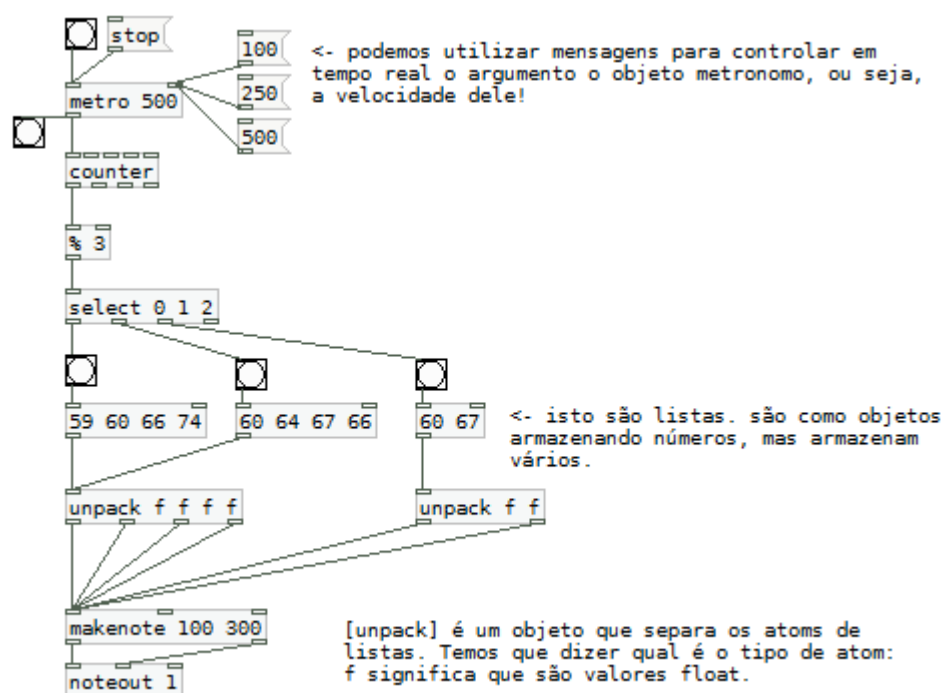 stop
100
<- podemos utilizar mensagens para controlar em
tempo real o argumento o objeto metronomo, ou seja,
a velocidade dele!
250
metro 500
500
counter
% 3
select 0 1 2
59 60 66 74
60 64 67 66
60 67
<- isto são listas. são como objetos
armazenando números, mas armazenam
vários.
unpack f f f f
unpack f f
makenote 100 300
[unpack] é um objeto que separa os atoms de
listas. Temos que dizer qual é o tipo de atom:
f significa que são valores float.
noteout 1